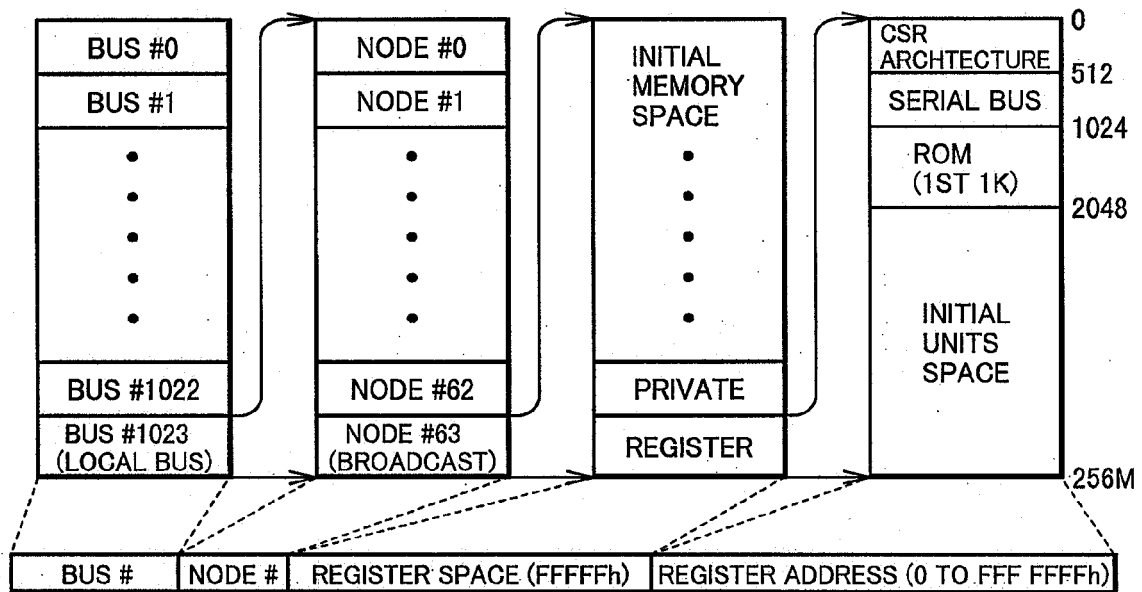 BUS #0
BUS #1
BUS #1022
BUS #1023
(LOCAL BUS)
NODE #0
NODE #1
NODE #62
NODE #63
(BROADCAST)
INITIAL
MEMORY
SPACE
PRIVATE
REGISTER
CSR
ARCHTECTURE
SERIAL BUS
ROM
(1ST 1K)
INITIAL
UNITS
SPACE
0
512
1024
2048
256M
BUS #
NODE #
REGISTER SPACE (FFFFFh)
REGISTER ADDRESS (0 TO FFF FFFFh)